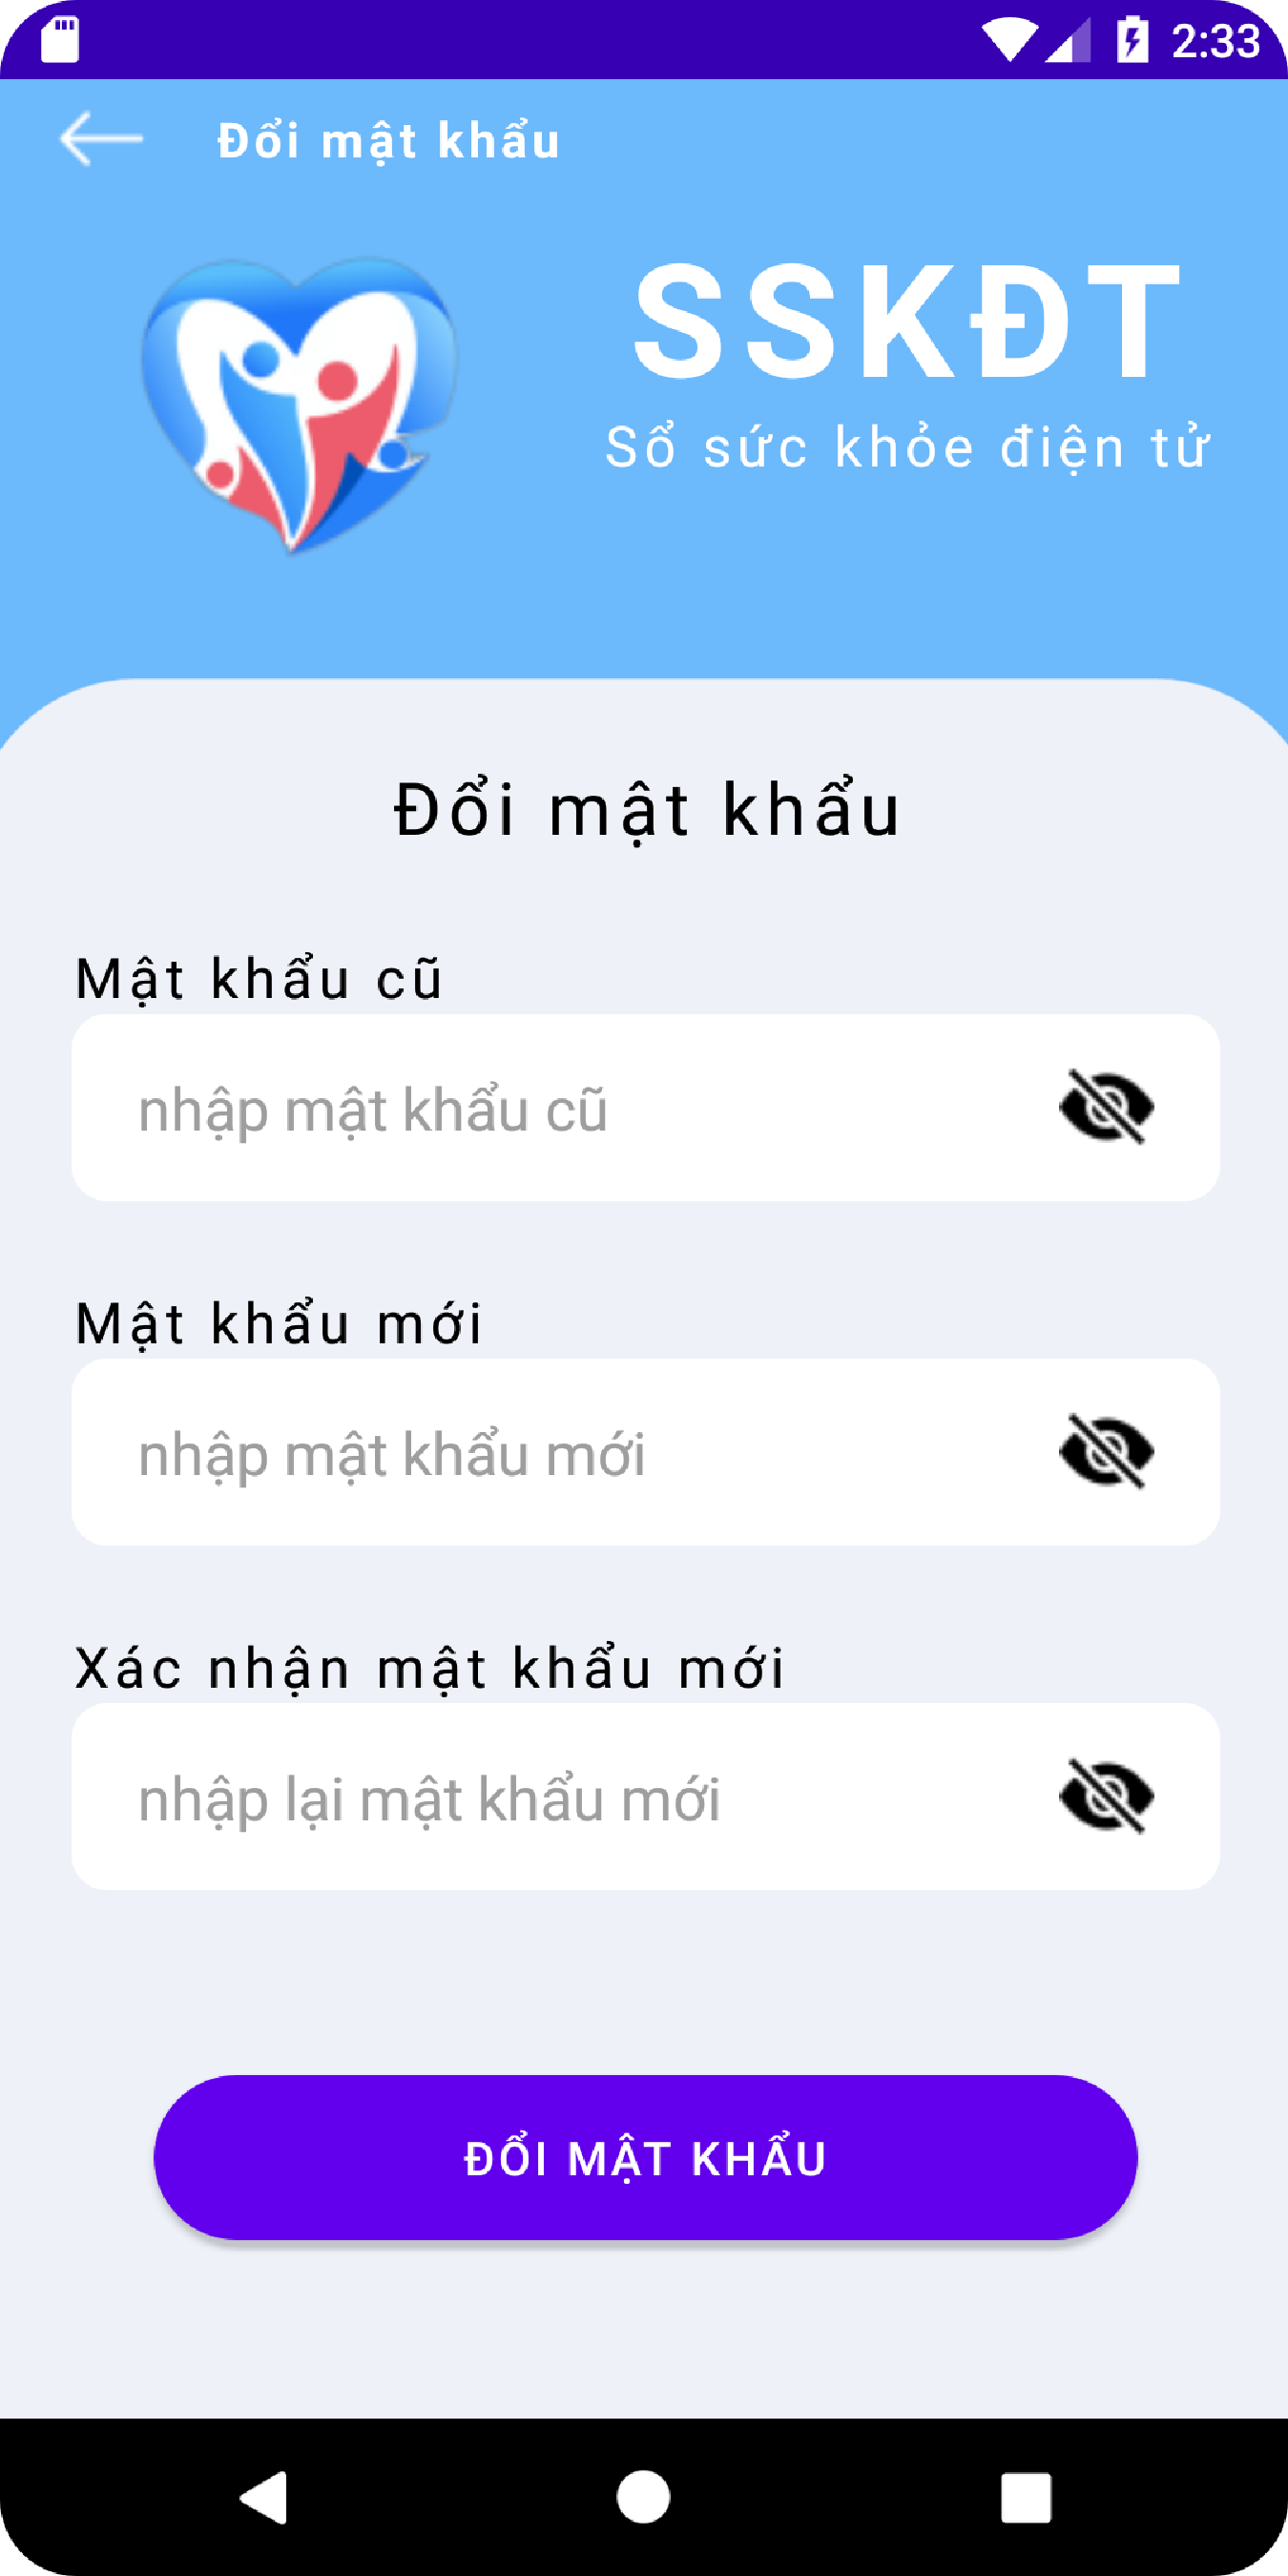 2:33
Đổi mật khẩu
SSKĐT
Sổ sức khỏe điện tử
Đổi mật khẩu
Mật khẩu cũ
nhập mật khẩu cũ
Mật khẩu mới
nhập mật khẩu mới
Xác nhận mật khẩu mới
nhập lại mật khẩu mới
ĐỔI MẬT KHẨU